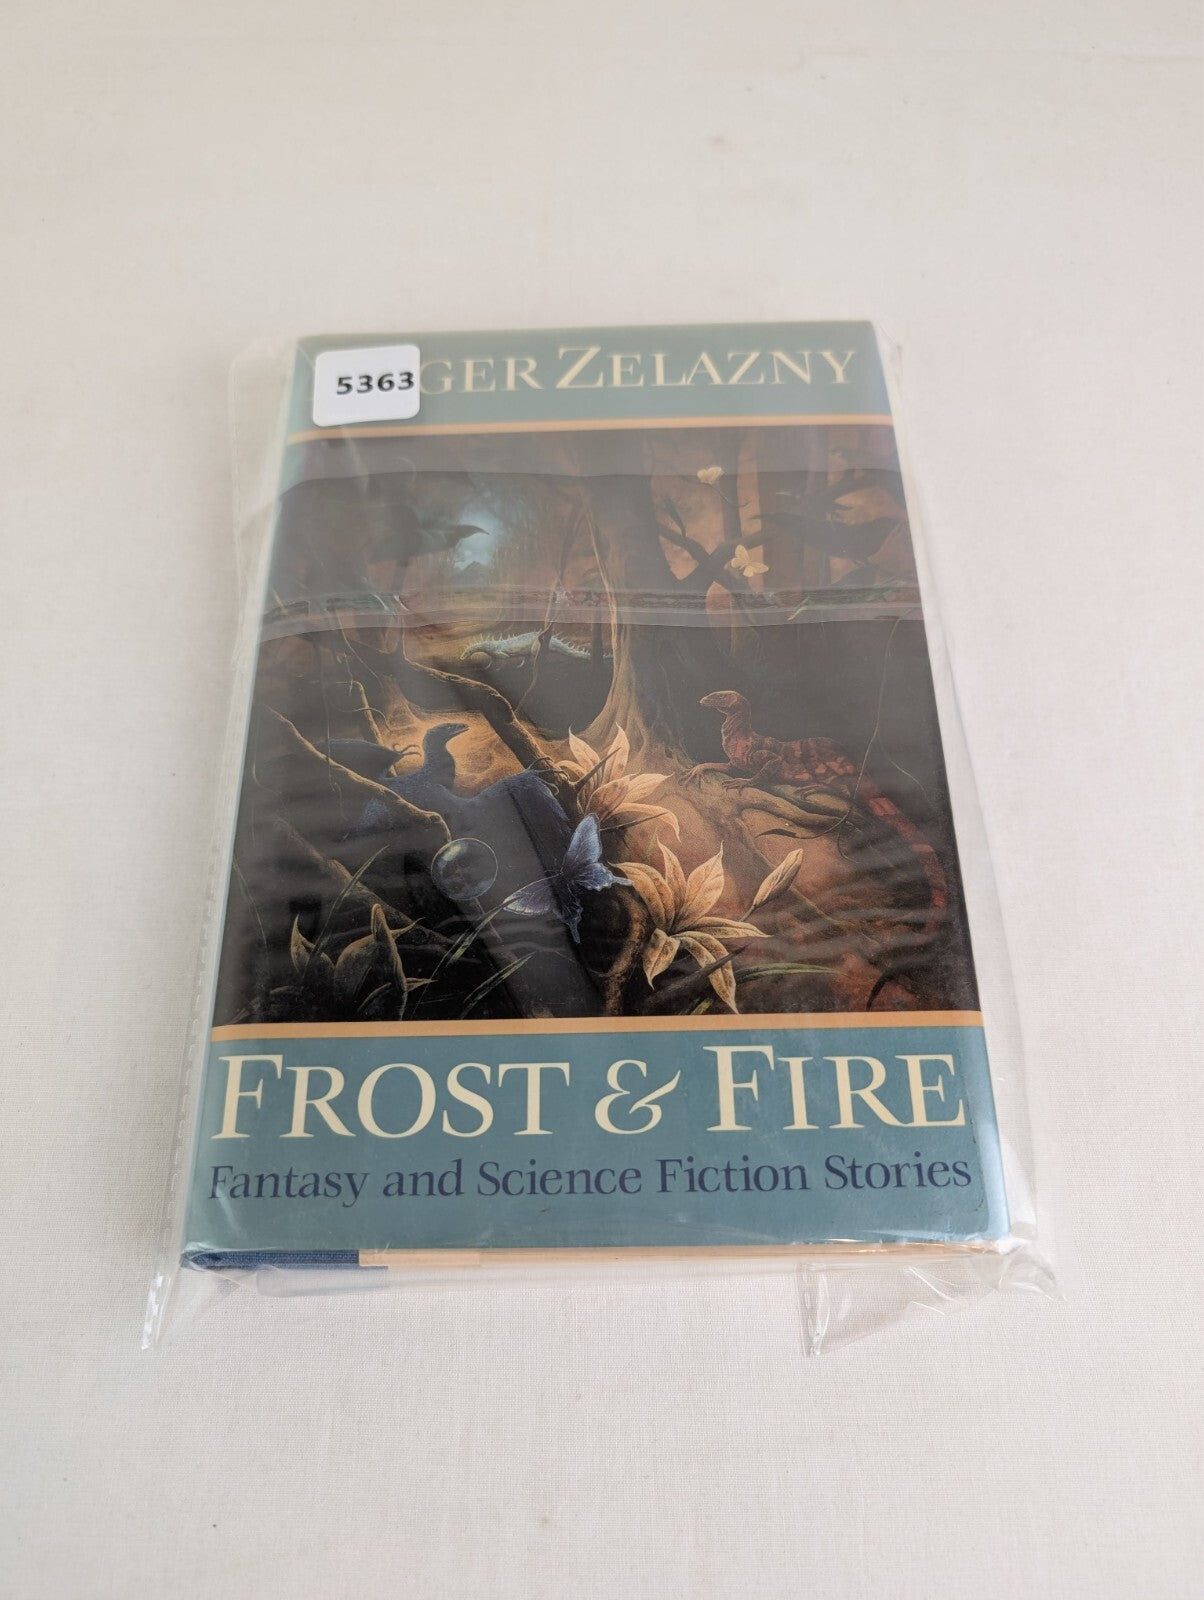 5363
GER ZELAZNY
FROST & FIRE
Fantasy and Science Fiction Stories